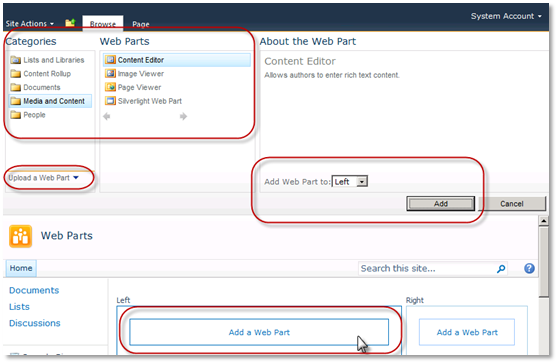 Site Actions Browse Page System Account
Categories Web Parts About the Web Part
Lists and Libraries Content Editor Content Editor
Content Rollup Image Viewer Allows authors to enter rich text content.
Documents Page Viewer
Media and Content Silverlight Web Part
People
Upload a Web Part Add Web Part to: Left
Add Cancel
Web Parts
Home Search this site...
Documents
Lists
Discussions
Left Right
Add a Web Part Add a Web Part